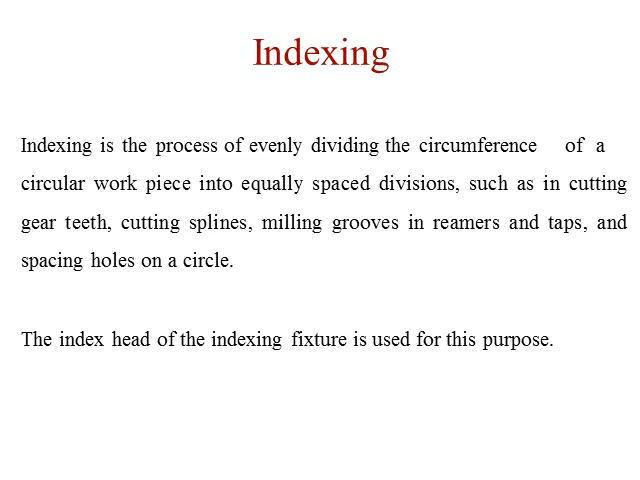 Indexing
Indexing is the process of evenly dividing the circumference of a
circular work piece into equally spaced divisions, such as in cutting
gear teeth, cutting splines, milling grooves in reamers and taps, and
spacing holes on a circle.
The index head of the indexing fixture is used for this purpose.